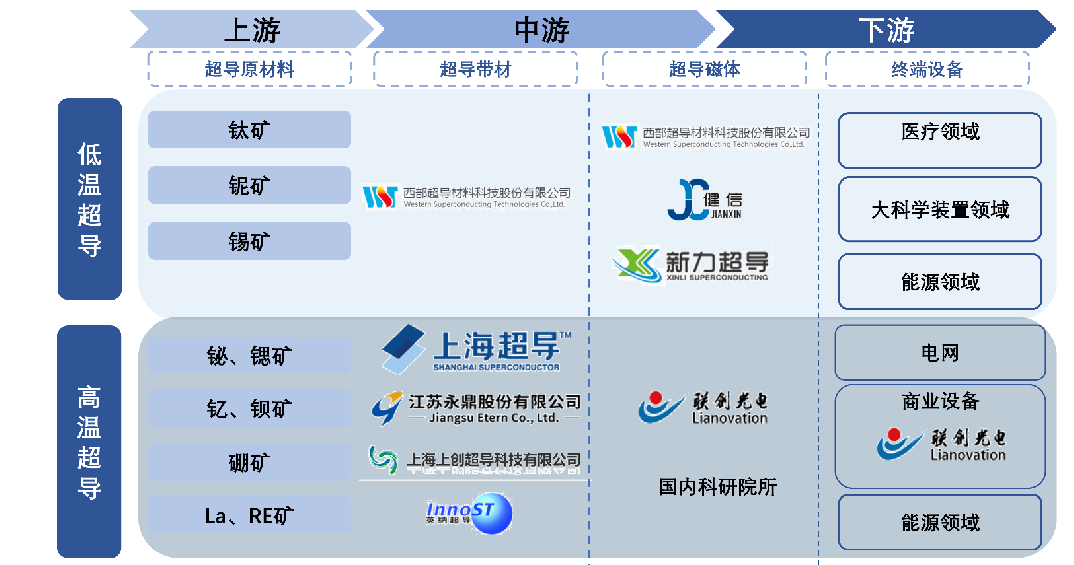 上游
中游
下游
超导原材料
超导带材
超导磁体
终端设备
低温超导
钛矿
铌矿
锡矿
WST 西部超导材料科技股份有限公司
Western Superconducting Technologies Co.,Ltd.
WST 西部超导材料科技股份有限公司
Western Superconducting Technologies Co.,Ltd.
健信
JIANXIN
新力超导
XINLI SUPERCONDUCTING
医疗领域
大科学装置领域
能源领域
高温超导
铋、锶矿
钇、钡矿
硼矿
La、RE矿
上海超导™
SHANGHAI SUPERCONDUCTOR
江苏永鼎股份有限公司
Jiangsu Etern Co., Ltd.
上海上创超导科技有限公司
InnoST
英纳超导
联创光电
Lianovation
国内科研院所
电网
商业设备
联创光电
Lianovation
能源领域